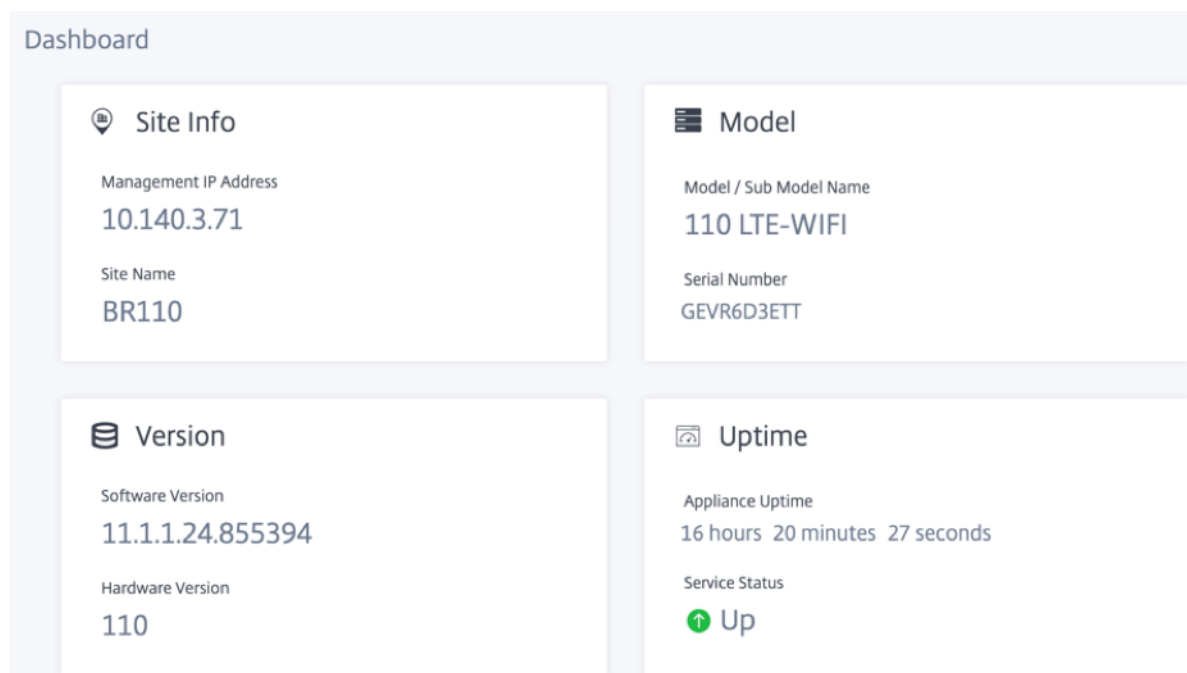 Dashboard
Site Info
Management IP Address
10.140.3.71
Site Name
BR110
Model
Model / Sub Model Name
110 LTE-WIFI
Serial Number
GEVR6D3ETT
Version
Software Version
11.1.1.24.855394
Hardware Version
110
Uptime
Appliance Uptime
16 hours 20 minutes 27 seconds
Service Status
Up